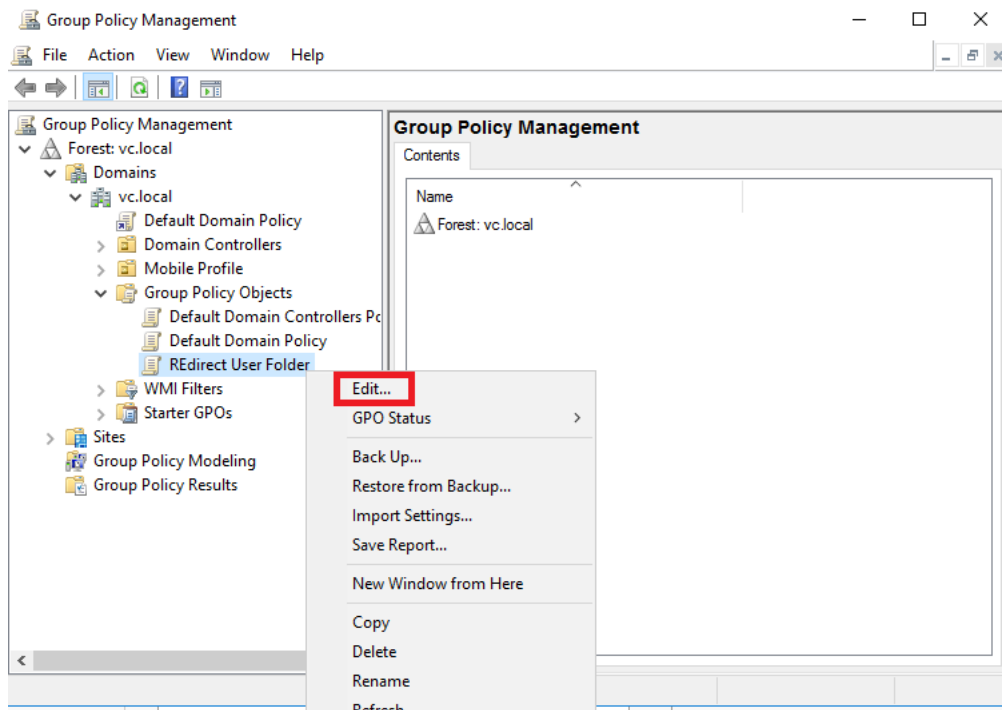 Group Policy Management
File Action View Window Help
Group Policy Management
Forest: vc.local
Domains
vc.local
Default Domain Policy
Domain Controllers
Mobile Profile
Group Policy Objects
Default Domain Controllers Pc
Default Domain Policy
REdirect User Folder
WMI Filters
Starter GPOs
Sites
Group Policy Modeling
Group Policy Results
Group Policy Management
Contents
Name
Forest: vc.local
Edit...
GPO Status
Back Up...
Restore from Backup...
Import Settings...
Save Report...
New Window from Here
Copy
Delete
Rename
Refresh